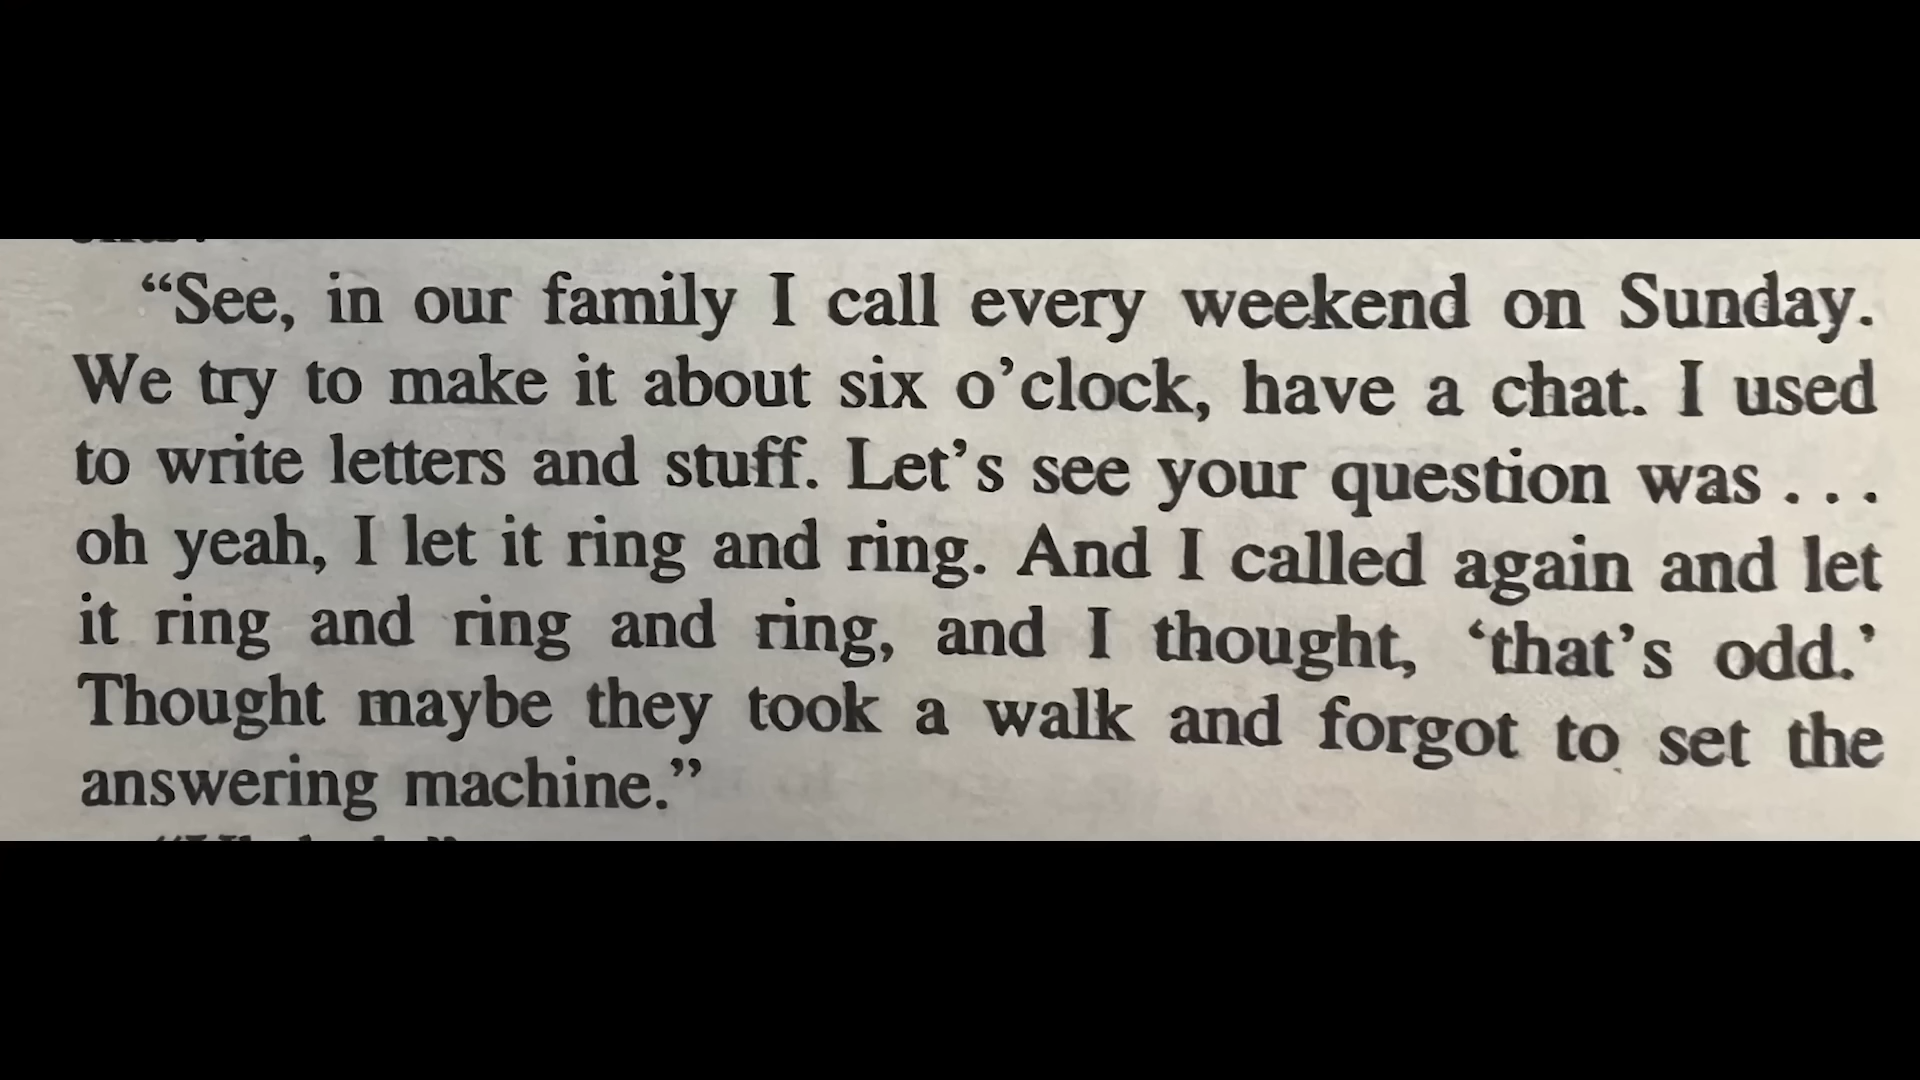 “See, in our family I call every weekend on Sunday.
We try to make it about six o’clock, have a chat. I used
to write letters and stuff. Let’s see your question was . . .
oh yeah, I let it ring and ring. And I called again and let
it ring and ring and ring, and I thought, ‘that’s odd.’
Thought maybe they took a walk and forgot to set the
answering machine.”